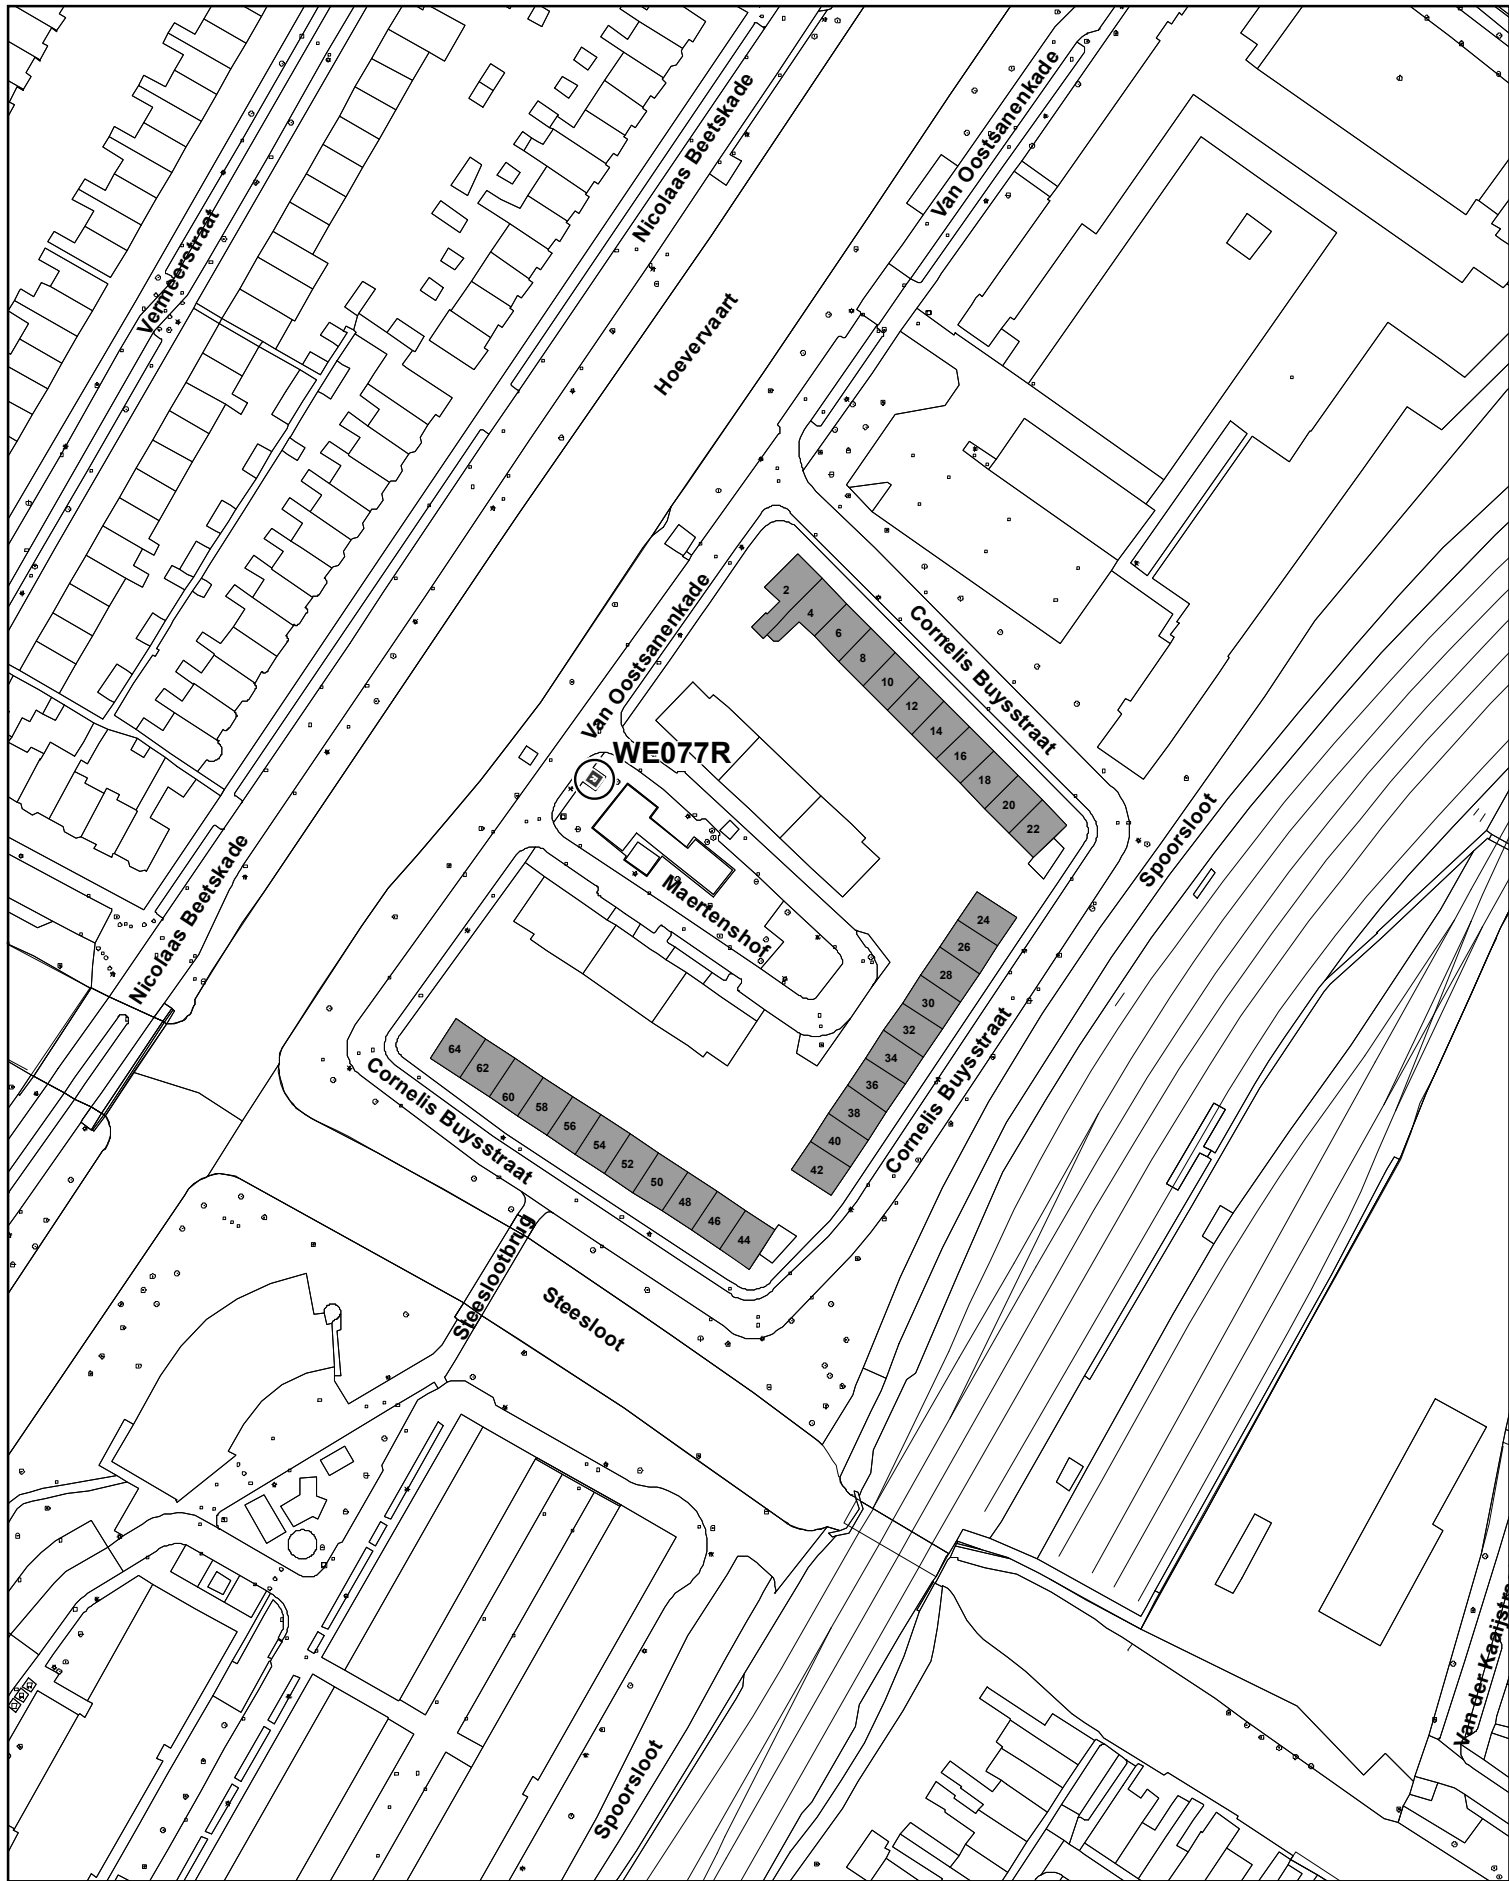 Van Oostsanenkade
Nicolaas Beetskade
Vermeerstraat
Hoevervaart
Van Oostsanenkade
Cornelis Buysstraat
2
4
6
8
10
12
14
16
18
20
22
WE077R
Spoorsloot
Nicolaas Beetskade
Maertenshof
24
26
28
30
32
34
36
38
40
42
Cornelis Buysstraat
64
62
60
58
56
54
52
50
48
46
44
Cornelis Buysstraat
Steeslootbrug
Steesloot
Van der Kaaijstra
Spoorsloot